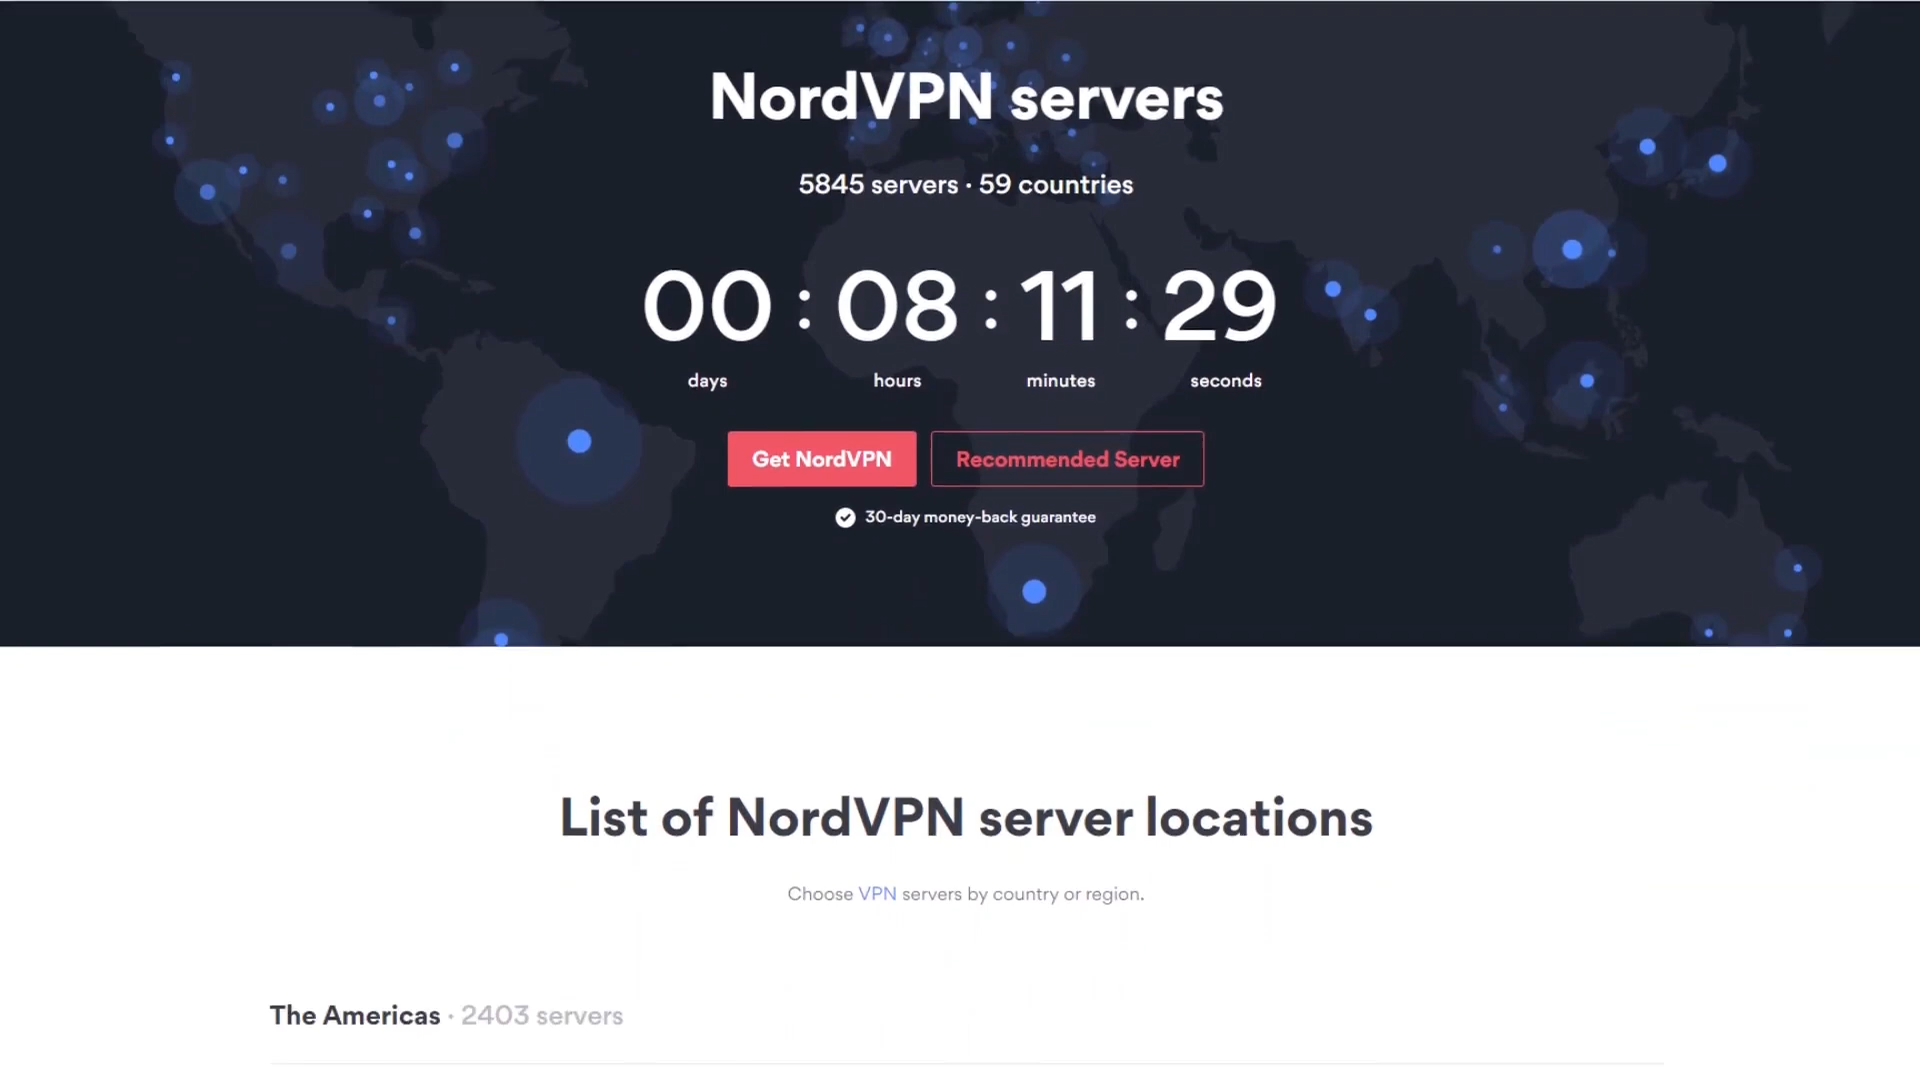 NordVPN servers
5845 servers · 59 countries
00 : 08 : 11 : 29
days hours minutes seconds
Get NordVPN Recommended Server
30-day money-back guarantee
List of NordVPN server locations
Choose VPN servers by country or region.
The Americas · 2403 servers